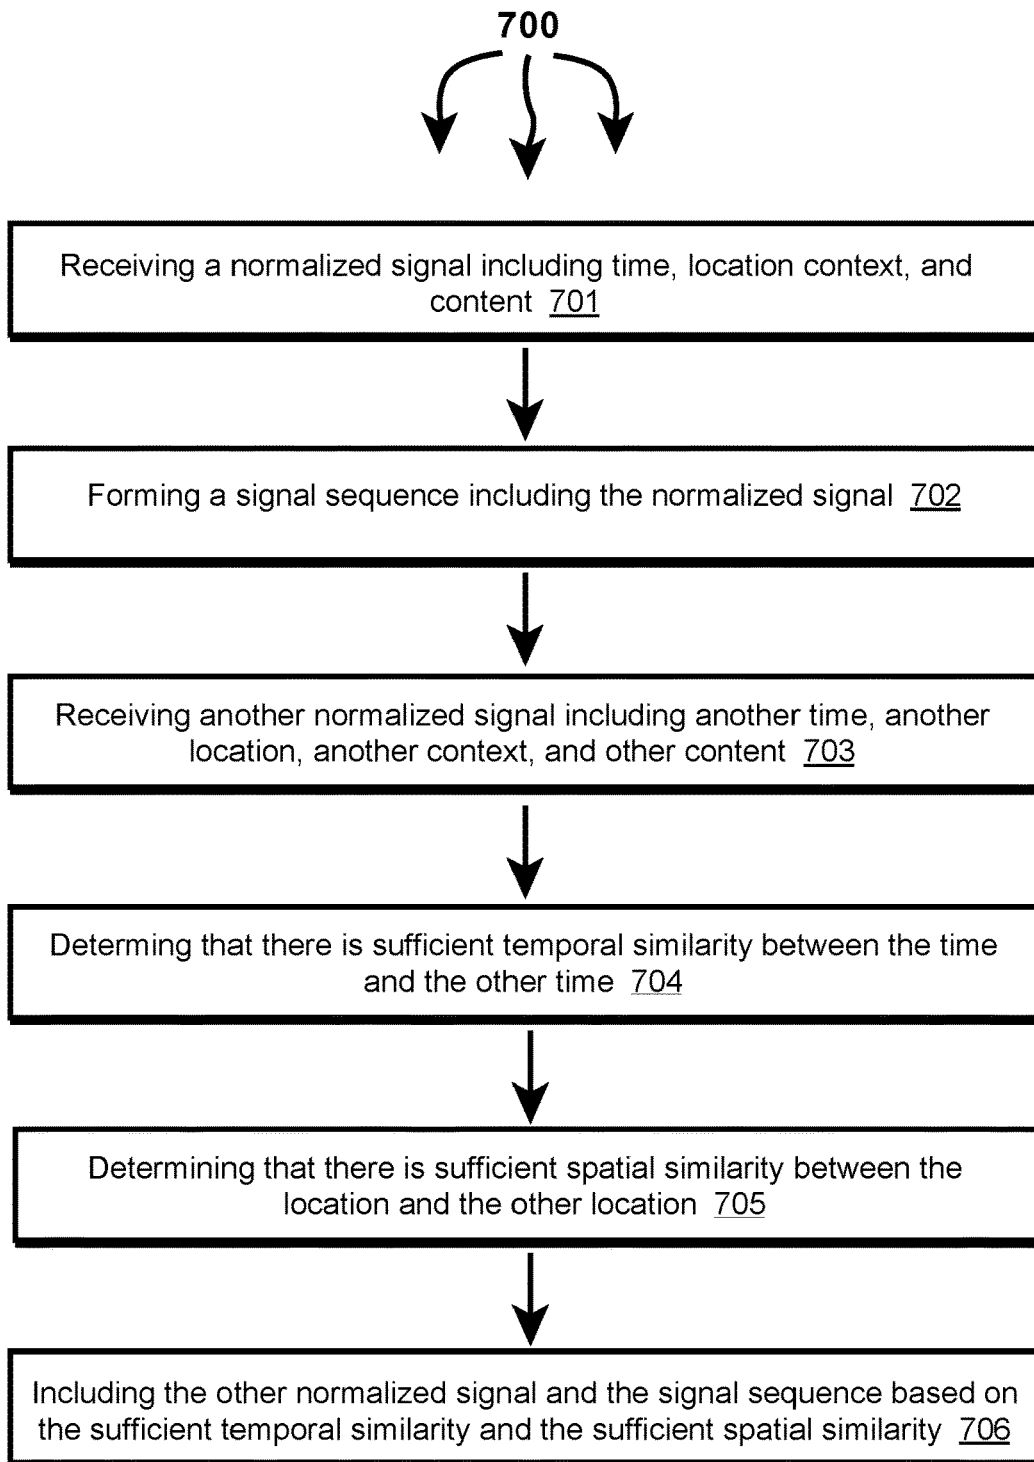 700
Receiving a normalized signal including time, location context, and
content 701
Forming a signal sequence including the normalized signal 702
Receiving another normalized signal including another time, another
location, another context, and other content 703
Determing that there is sufficient temporal similarity between the time
and the other time 704
Determining that there is sufficient spatial similarity between the
location and the other location 705
Including the other normalized signal and the signal sequence based on
the sufficient temporal similarity and the sufficient spatial similarity 706